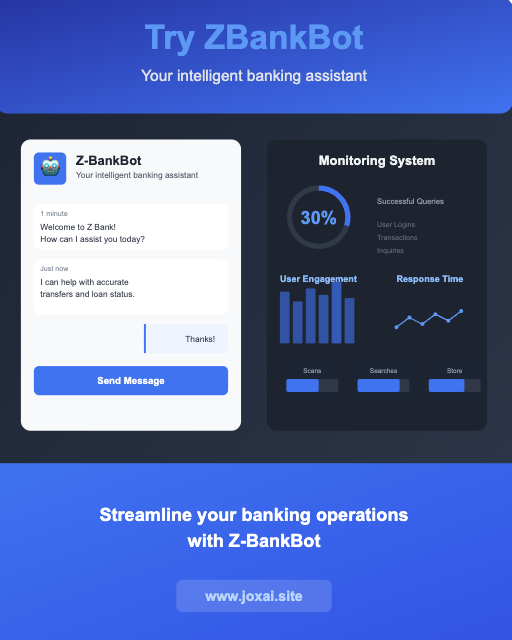 Try ZBankBot
Your intelligent banking assistant
Z-BankBot
Your intelligent banking assistant
1 minute
Welcome to Z Bank!
How can I assist you today?
Just now
I can help with accurate
transfers and loan status.
Thanks!
Send Message
Monitoring System
30%
Successful Queries
User Logins
Transactions
Inquiries
User Engagement
Response Time
Scans
Searches
Store
Streamline your banking operations
with Z-BankBot
www.joxai.site